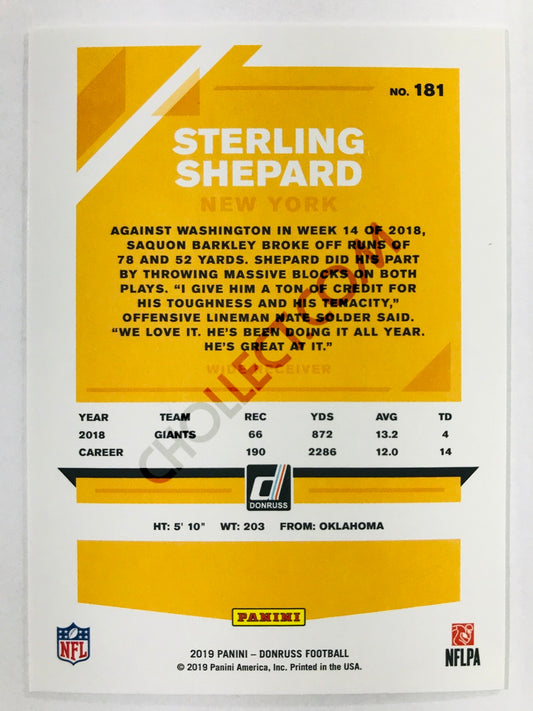 NO. 181
STERLING
SHEPARD
NEW YORK
AGAINST WASHINGTON IN WEEK 14 OF 2018,
SAQUON BARKLEY BROKE OFF RUNS OF
78 AND 52 YARDS. SHEPARD DID HIS PART
BY THROWING MASSIVE BLOCKS ON BOTH
PLAYS. “I GIVE HIM A TON OF CREDIT FOR
HIS TOUGHNESS AND HIS TENACITY,”
OFFENSIVE LINEMAN NATE SOLDER SAID.
“WE LOVE IT. HE’S BEEN DOING IT ALL YEAR.
HE’S GREAT AT IT.”
WIDE RECEIVER
CHOLLECT.COM
YEAR TEAM REC YDS AVG TD
2018 GIANTS 66 872 13.2 4
CAREER 190 2286 12.0 14
d
DONRUSS
HT: 5' 10" WT: 203 FROM: OKLAHOMA
PANINI
NFL
2019 PANINI – DONRUSS FOOTBALL
© 2019 Panini America, Inc. Printed in the USA.
NFLPA